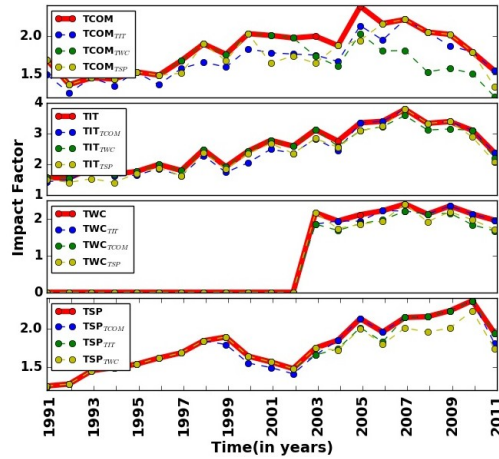 2.0
1.5
TCOM
TCOM_TIT
TCOM_TWC
TCOM_TSP
4
3
2
1
TIT
TIT_TCOM
TIT_TWC
TIT_TSP
2
1
0
TWC
TWC_TIT
TWC_TCOM
TWC_TSP
2.0
1.5
TSP
TSP_TCOM
TSP_TIT
TSP_TWC
Impact Factor
1991
1993
1995
1997
1999
2001
2003
2005
2007
2009
2011
Time(in years)